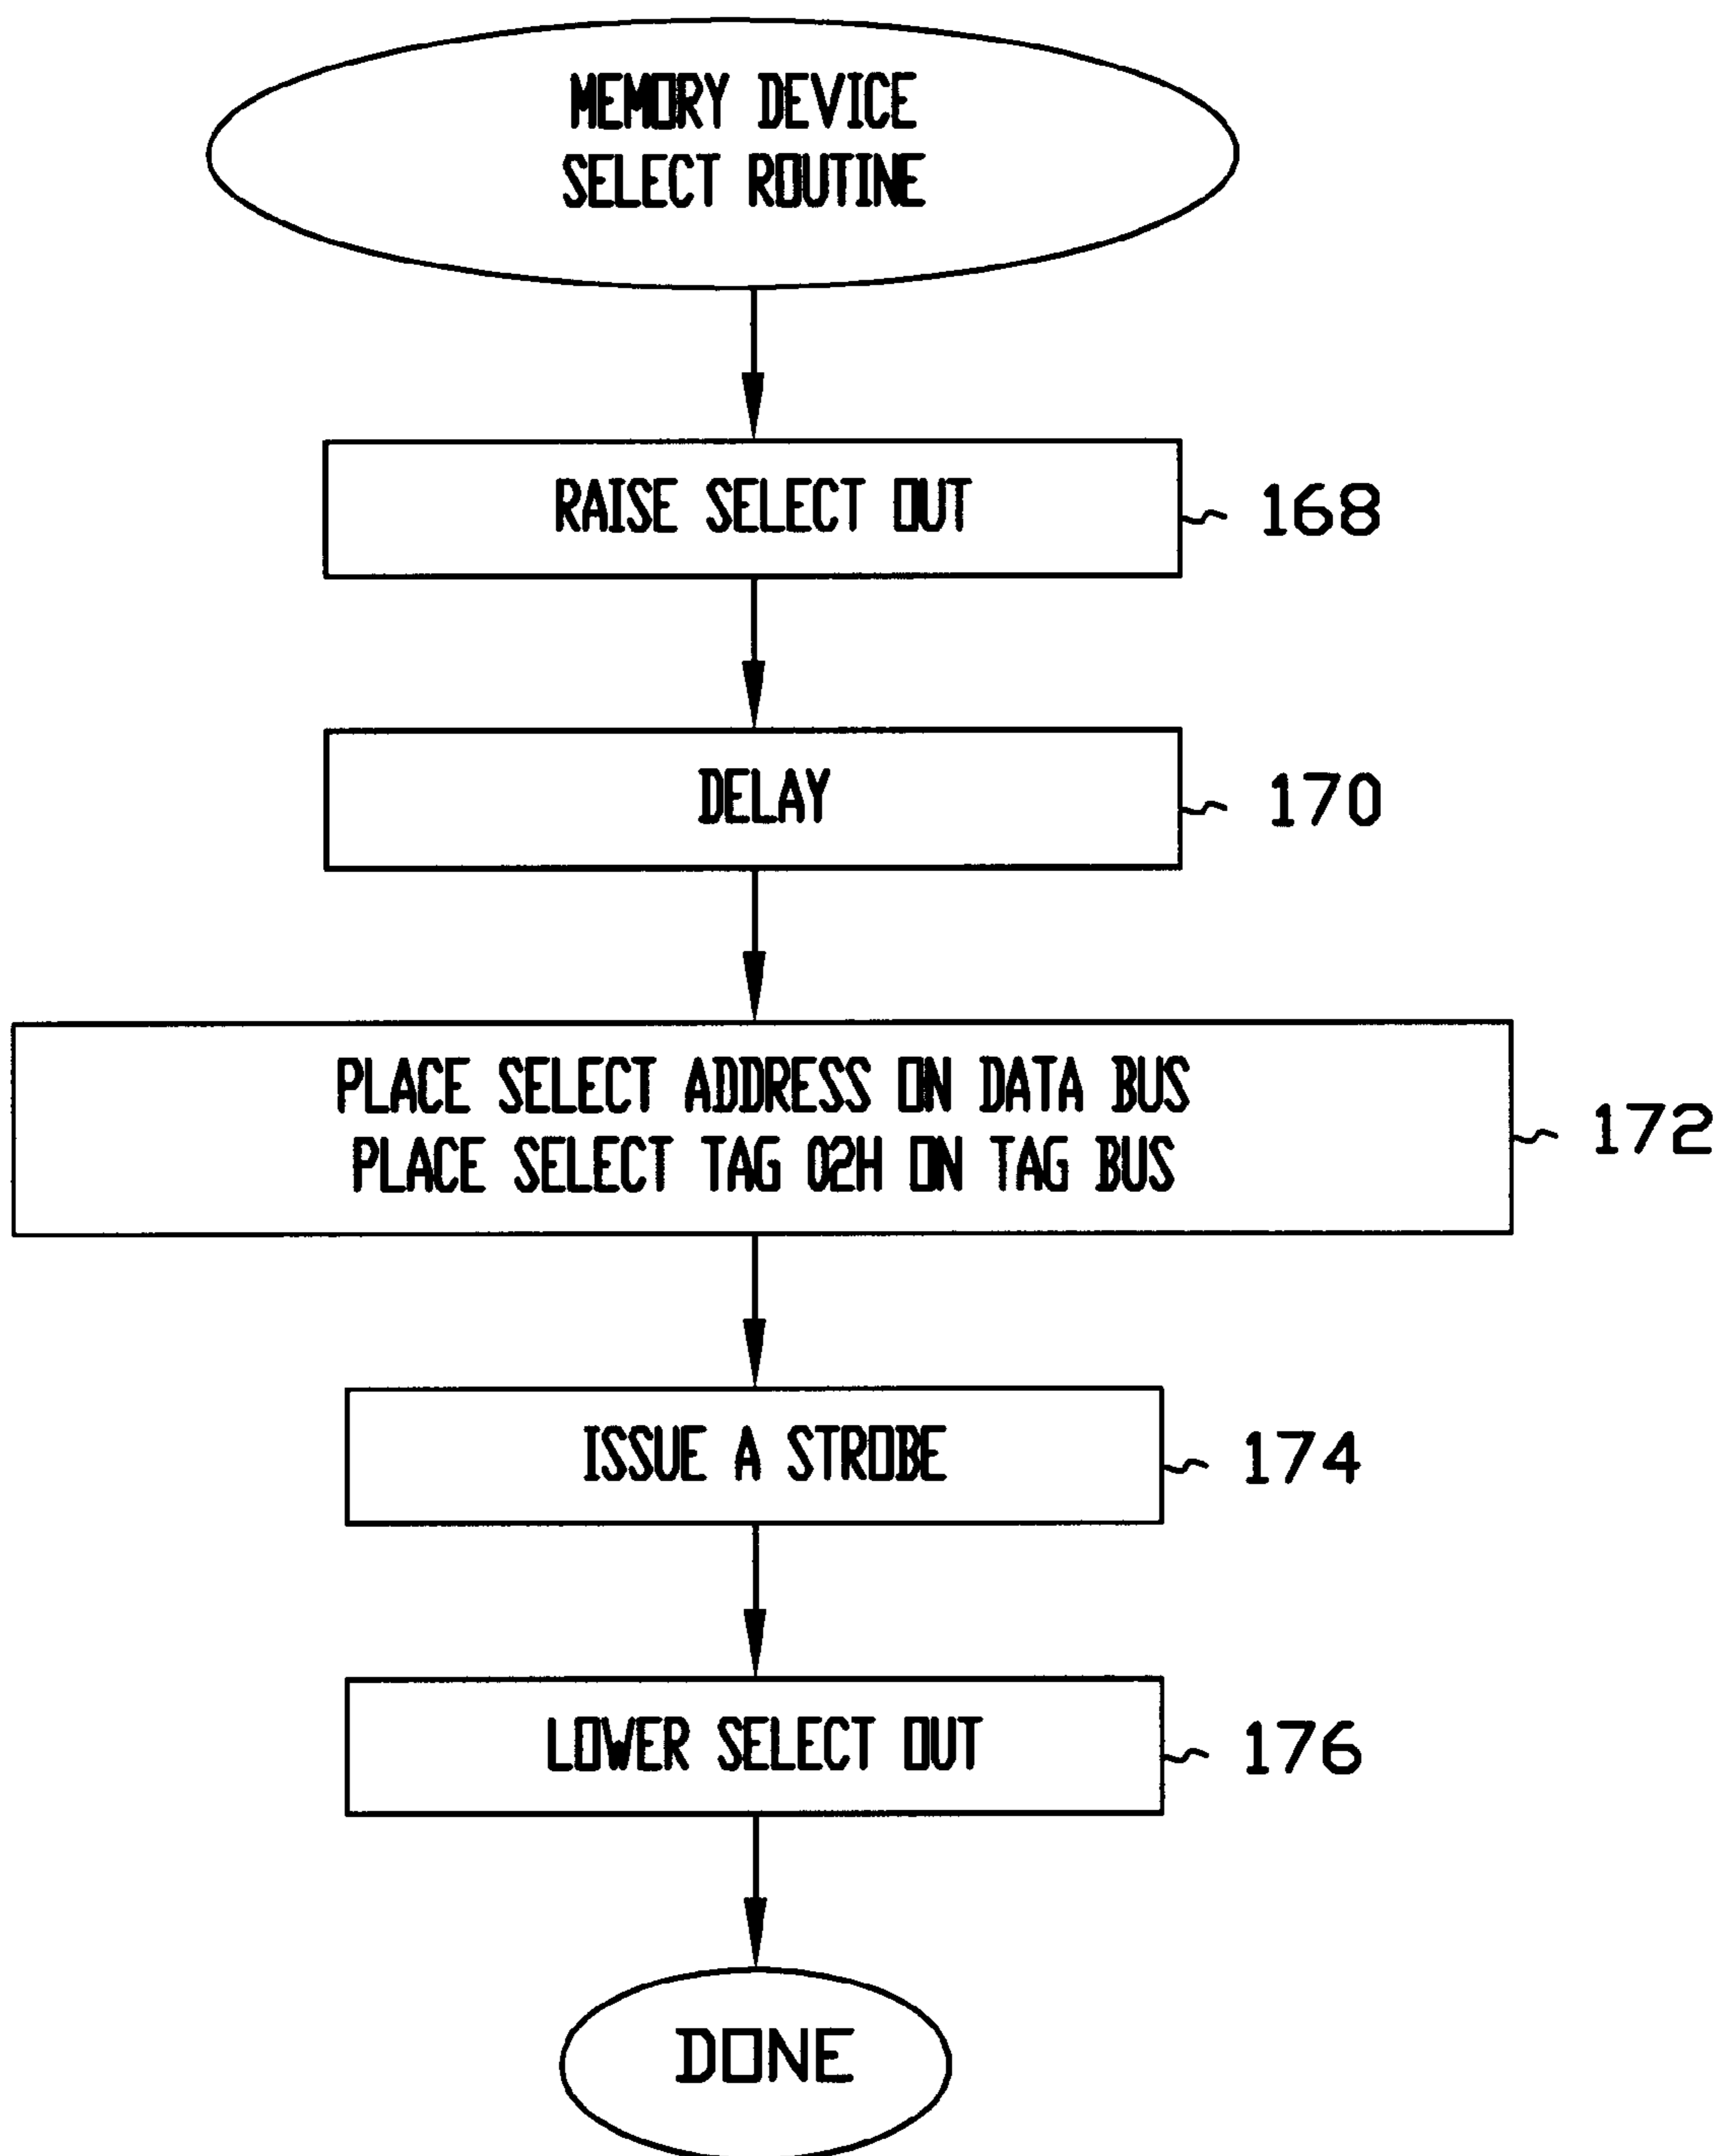 MEMORY DEVICE
SELECT ROUTINE
RAISE SELECT OUT
168
DELAY
170
PLACE SELECT ADDRESS ON DATA BUS
PLACE SELECT TAG 02H ON TAG BUS
172
ISSUE A STROBE
174
LOWER SELECT OUT
176
DONE